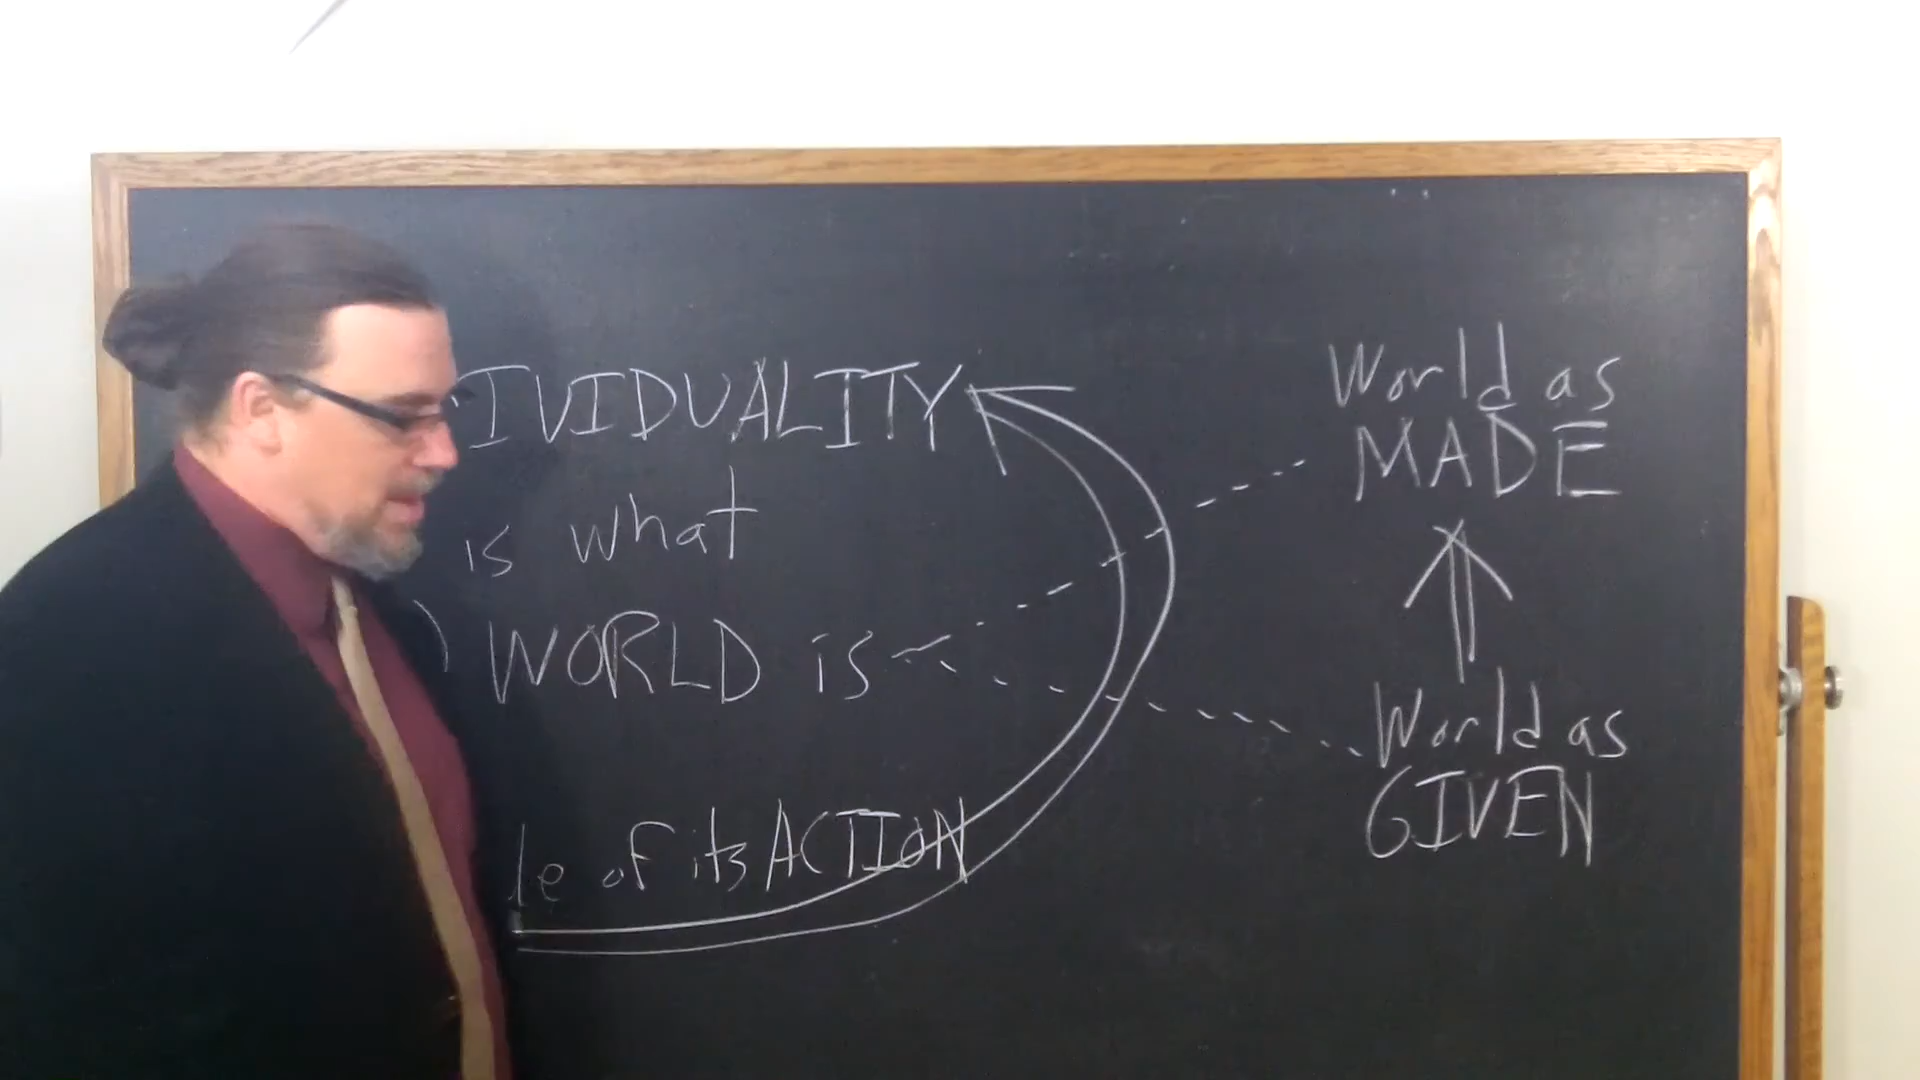 IVIDUALITY
is what
) WORLD is
le of its ACTION
World as
MADE
World as
GIVEN